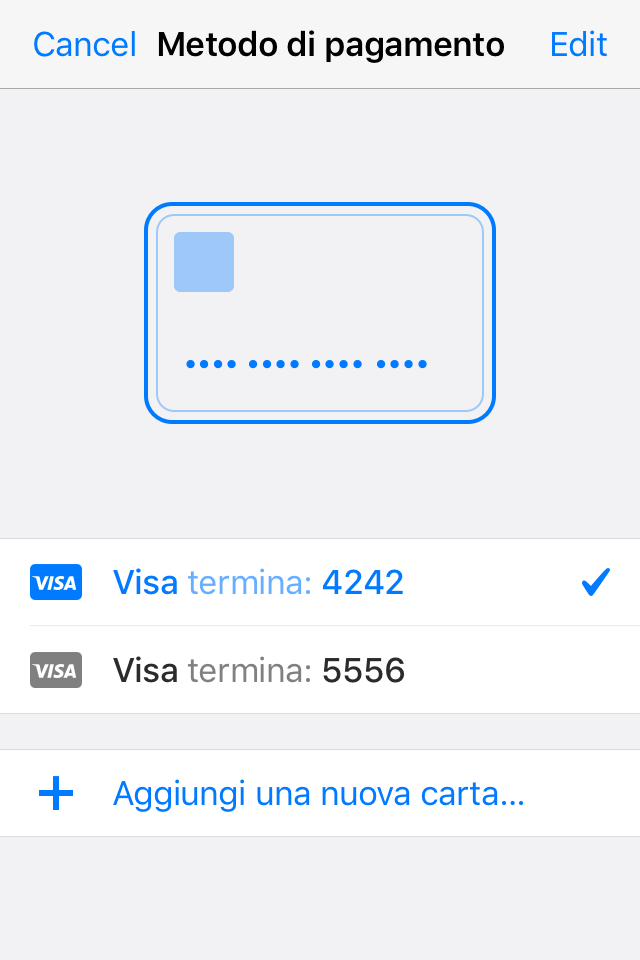 Cancel Metodo di pagamento Edit
VISA Visa termina: 4242
VISA Visa termina: 5556
Aggiungi una nuova carta...